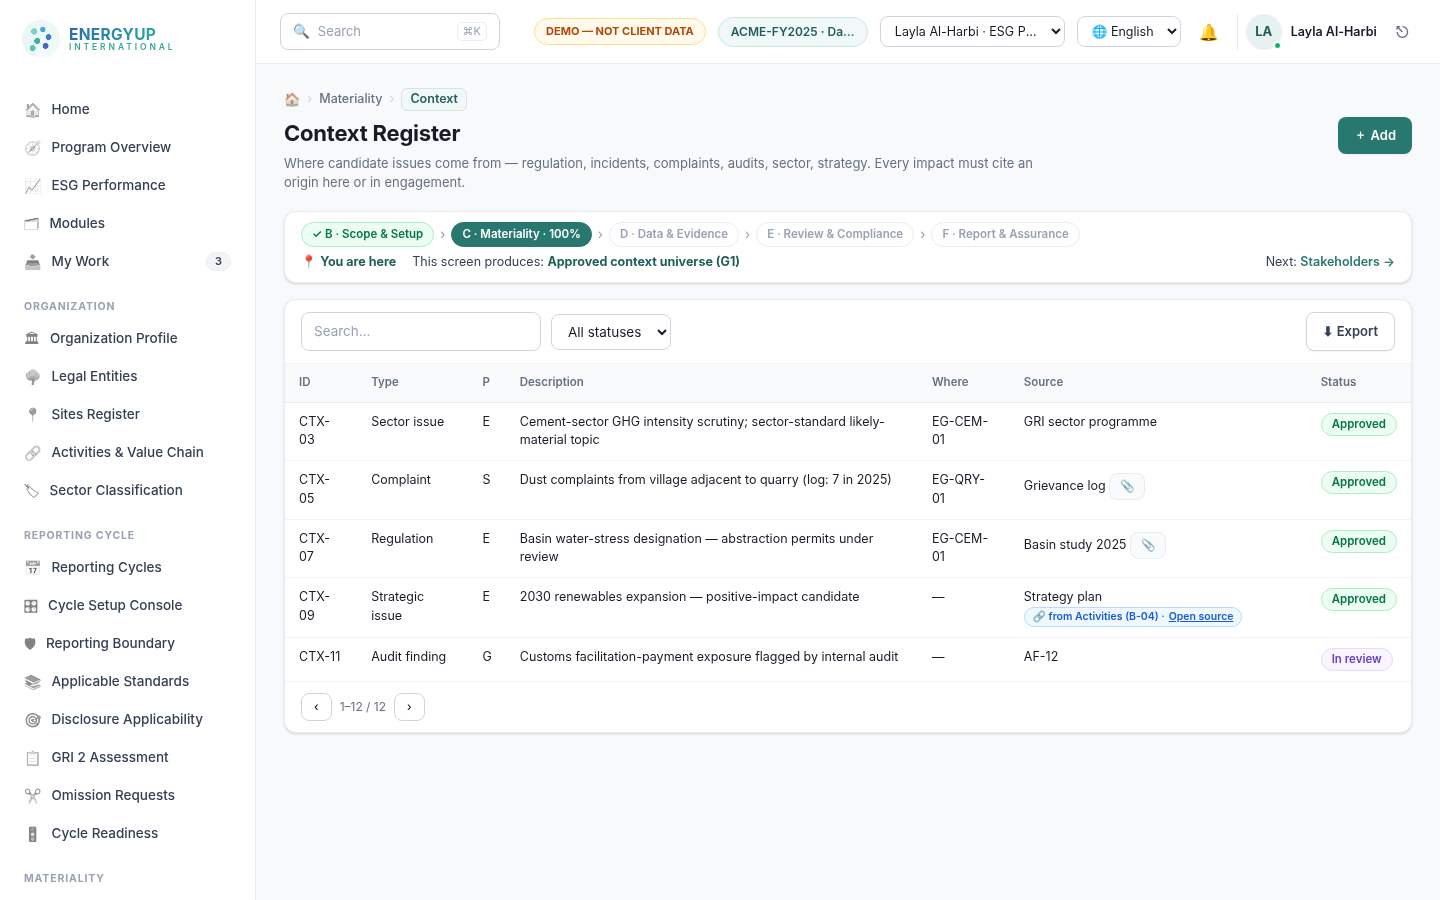 ENERGYUP
INTERNATIONAL
Search ⌘K
DEMO — NOT CLIENT DATA
ACME-FY2025 · Da...
Layla Al-Harbi · ESG P...
English
LA
Layla Al-Harbi
Home
Program Overview
ESG Performance
Modules
My Work 3
ORGANIZATION
Organization Profile
Legal Entities
Sites Register
Activities & Value Chain
Sector Classification
REPORTING CYCLE
Reporting Cycles
Cycle Setup Console
Reporting Boundary
Applicable Standards
Disclosure Applicability
GRI 2 Assessment
Omission Requests
Cycle Readiness
MATERIALITY
› Materiality › Context
Context Register
Where candidate issues come from — regulation, incidents, complaints, audits, sector, strategy. Every impact must cite an
origin here or in engagement.
+ Add
✓ B · Scope & Setup › C · Materiality · 100% › D · Data & Evidence › E · Review & Compliance › F · Report & Assurance
You are here This screen produces: Approved context universe (G1) Next: Stakeholders →
Search... All statuses ⬇ Export
ID Type P Description Where Source Status
CTX-03 Sector issue E Cement-sector GHG intensity scrutiny; sector-standard likely-material topic EG-CEM-01 GRI sector programme Approved
CTX-05 Complaint S Dust complaints from village adjacent to quarry (log: 7 in 2025) EG-QRY-01 Grievance log Approved
CTX-07 Regulation E Basin water-stress designation — abstraction permits under review EG-CEM-01 Basin study 2025 Approved
CTX-09 Strategic issue E 2030 renewables expansion — positive-impact candidate — Strategy plan Approved
from Activities (B-04) · Open source
CTX-11 Audit finding G Customs facilitation-payment exposure flagged by internal audit — AF-12 In review
‹ 1–12 / 12 ›